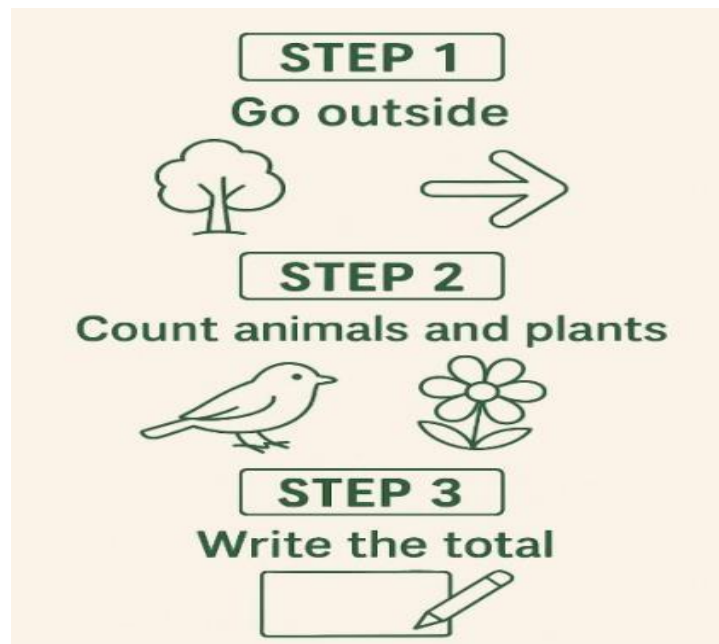 STEP 1
Go outside
STEP 2
Count animals and plants
STEP 3
Write the total